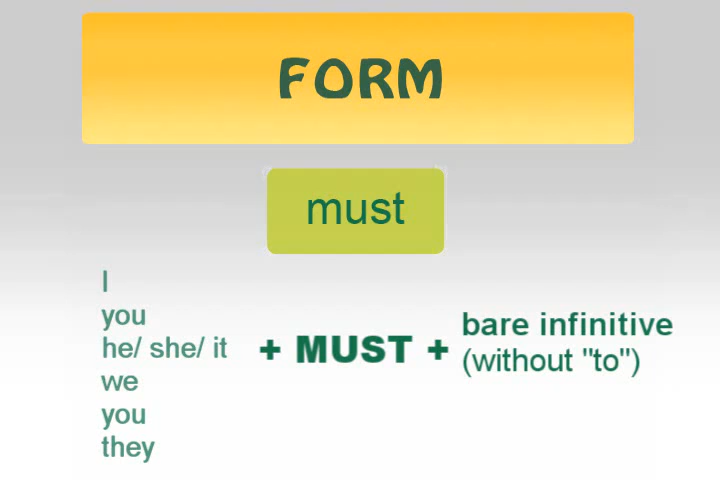 FORM
must
I
you
he/ she/ it
we
you
they
+ MUST +
bare infinitive
(without "to")